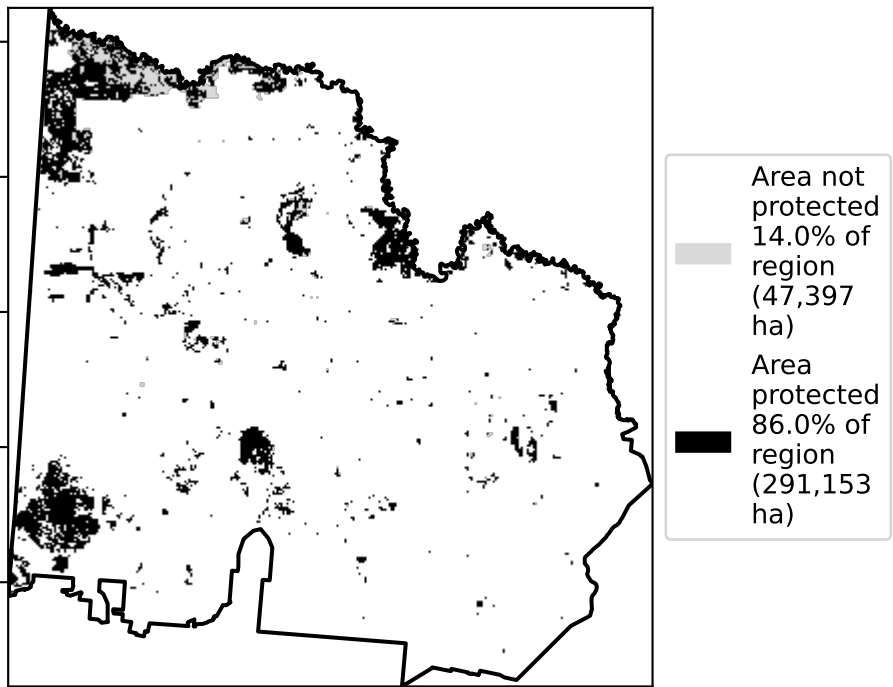 Area not
protected
14.0% of
region
(47,397
ha)
Area
protected
86.0% of
region
(291,153
ha)